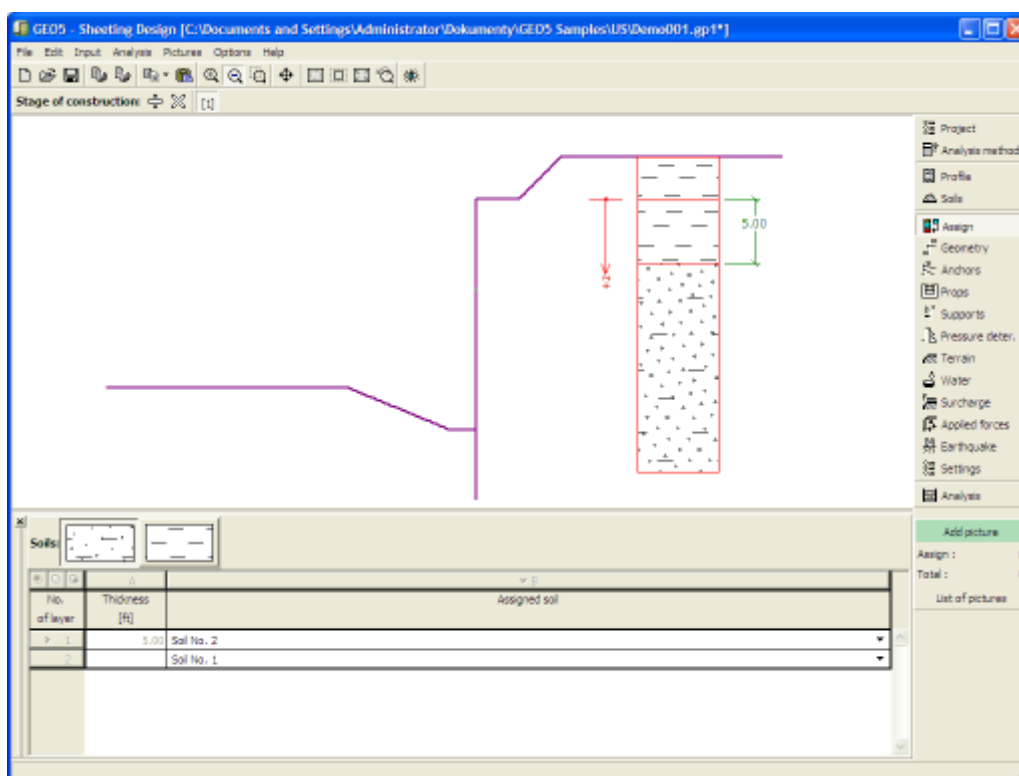 GEO5 - Sheeting Design [C:\Documents and Settings\Administrator\Dokumenty\GEO5 Samples\US\Demo001.gp1*]
File Edit Input Analysis Pictures Options Help
Stage of construction: [1]
Project
Analysis method
Profile
Soils
Assign
Geometry
Anchors
Props
Supports
Pressure deter.
Terrain
Water
Surcharge
Applied forces
Earthquake
Settings
Analysis
5.00
+z
Soils:
Add picture
Assign :
Total :
List of pictures
A B
No. of layer Thickness [ft] Assigned soil
> 1 5.00 Soil No. 2
2 Soil No. 1